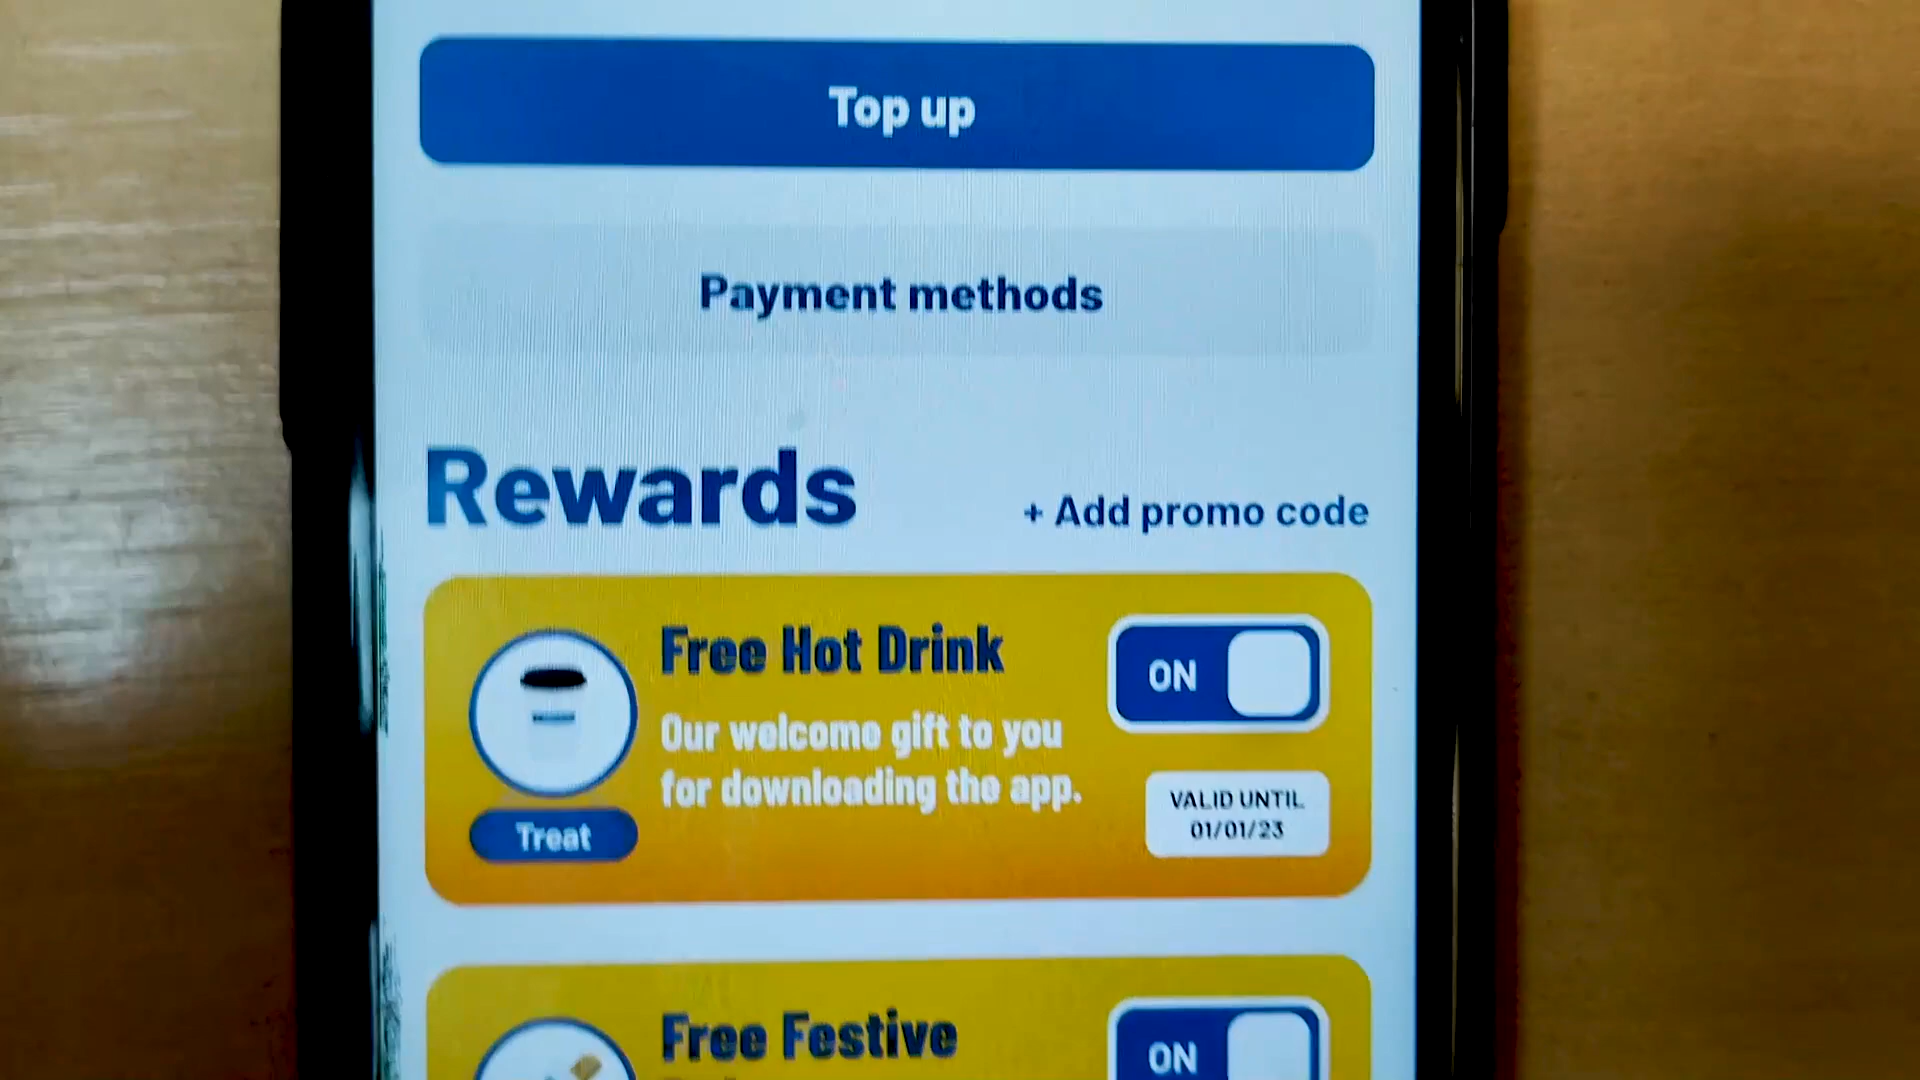 Top up
Payment methods
Rewards
+ Add promo code
Free Hot Drink
ON
Our welcome gift to you
for downloading the app.
VALID UNTIL
01/01/23
Treat
Free Festive
ON